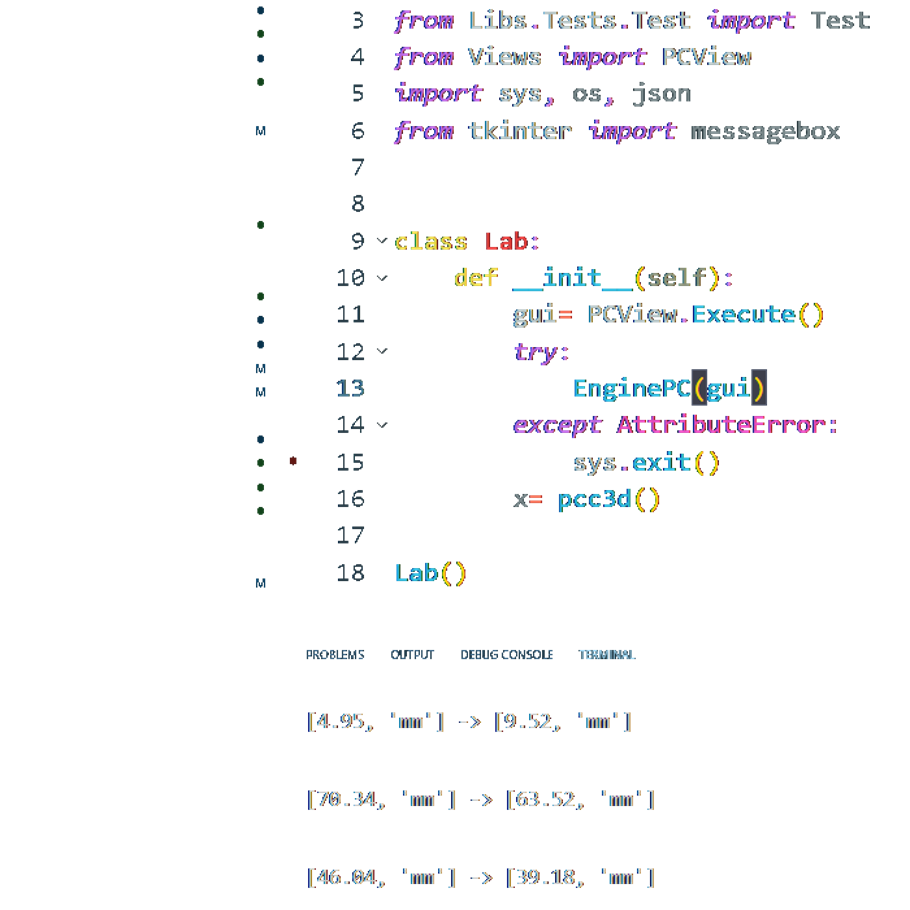 3 from Libs.Tests.Test import Test
4 from Views import PCView
5 import sys, os, json
M 6 from tkinter import messagebox
7
8
9 class Lab:
10 def __init__(self):
11 gui= PCView.Execute()
12 try:
M
M 13 EnginePC(gui)
14 except AttributeError:
15 sys.exit()
16 x= pcc3d()
17
M 18 Lab()
PROBLEMS OUTPUT DEBUG CONSOLE TERMINAL
[4.95, 'mm'] -> [9.52, 'mm']
[70.34, 'mm'] -> [63.52, 'mm']
[46.04, 'mm'] -> [39.18, 'mm']